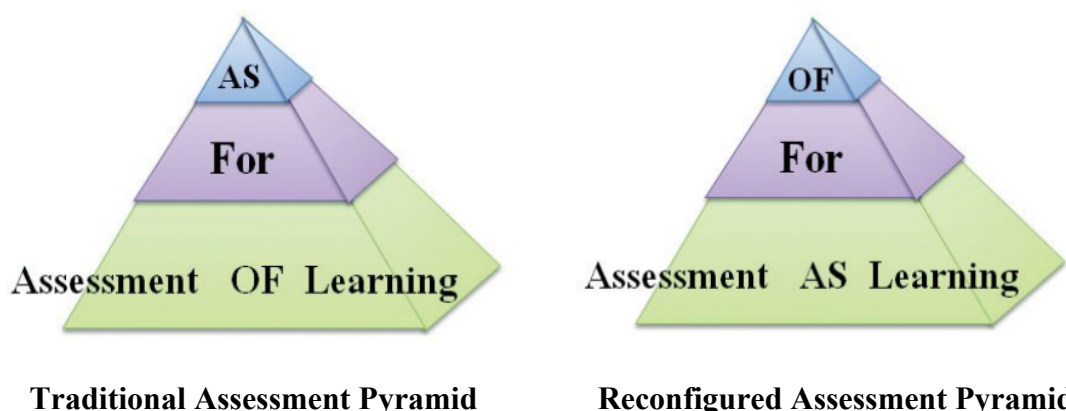 AS
For
Assessment OF Learning
Traditional Assessment Pyramid
OF
For
Assessment AS Learning
Reconfigured Assessment Pyramid